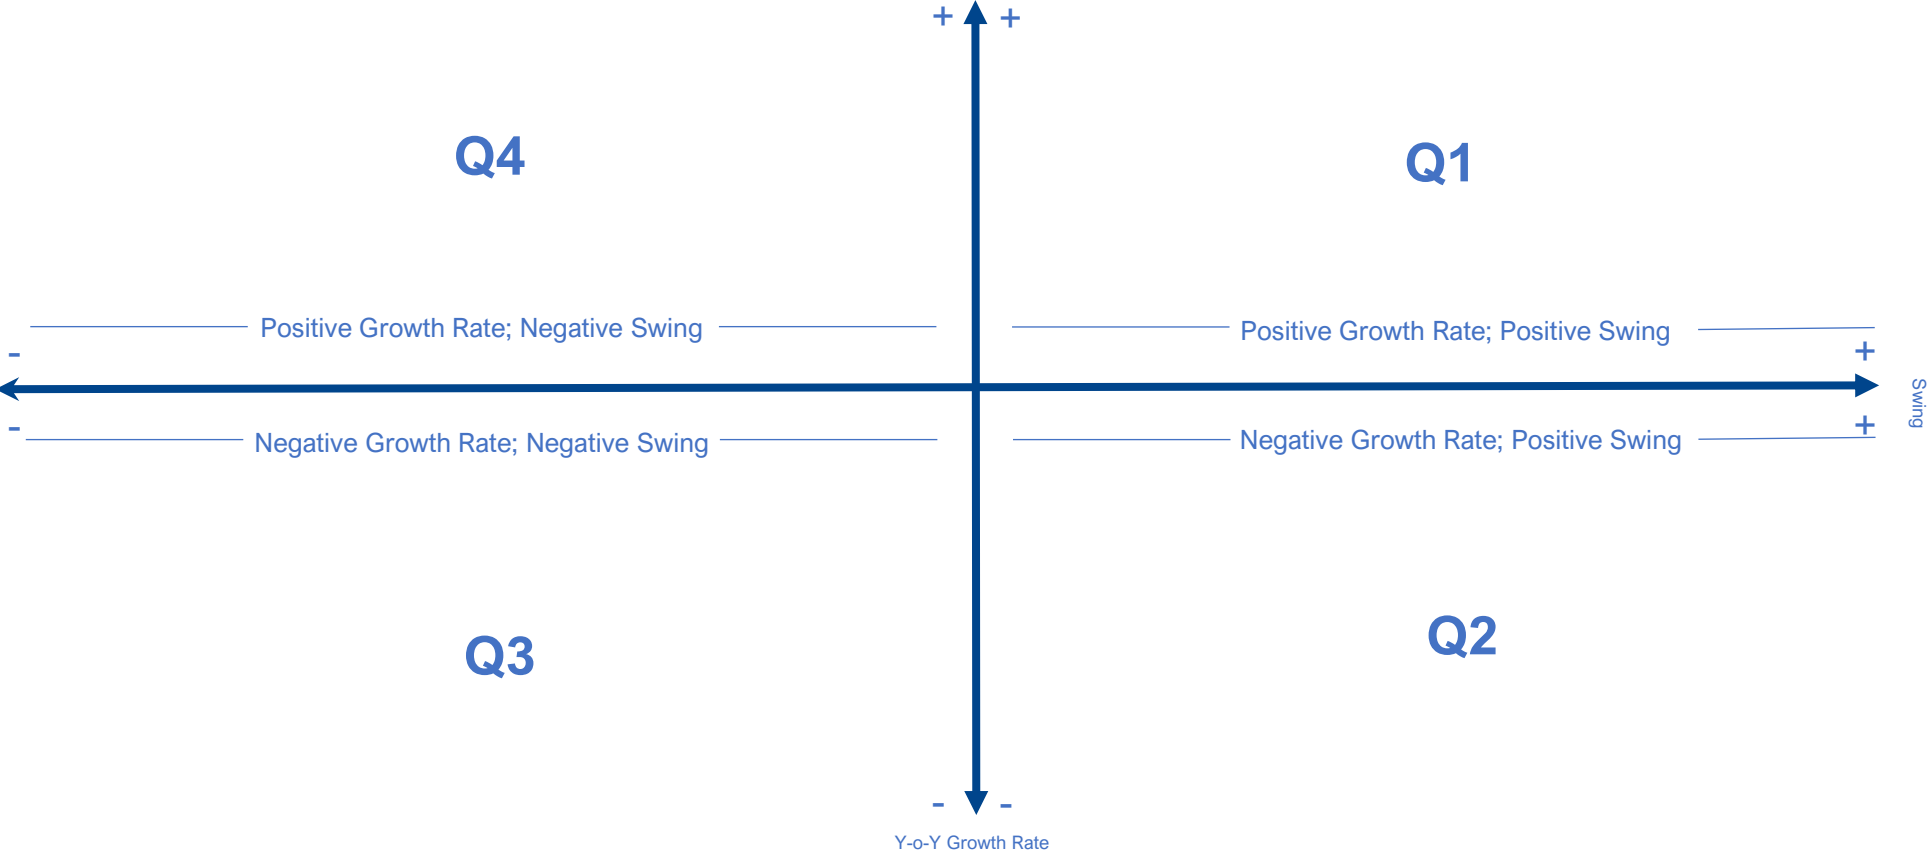 + +
Q4
Q1
Positive Growth Rate; Negative Swing
Positive Growth Rate; Positive Swing
- +
Swing
- +
Negative Growth Rate; Negative Swing
Negative Growth Rate; Positive Swing
Q3
Q2
- -
Y-o-Y Growth Rate